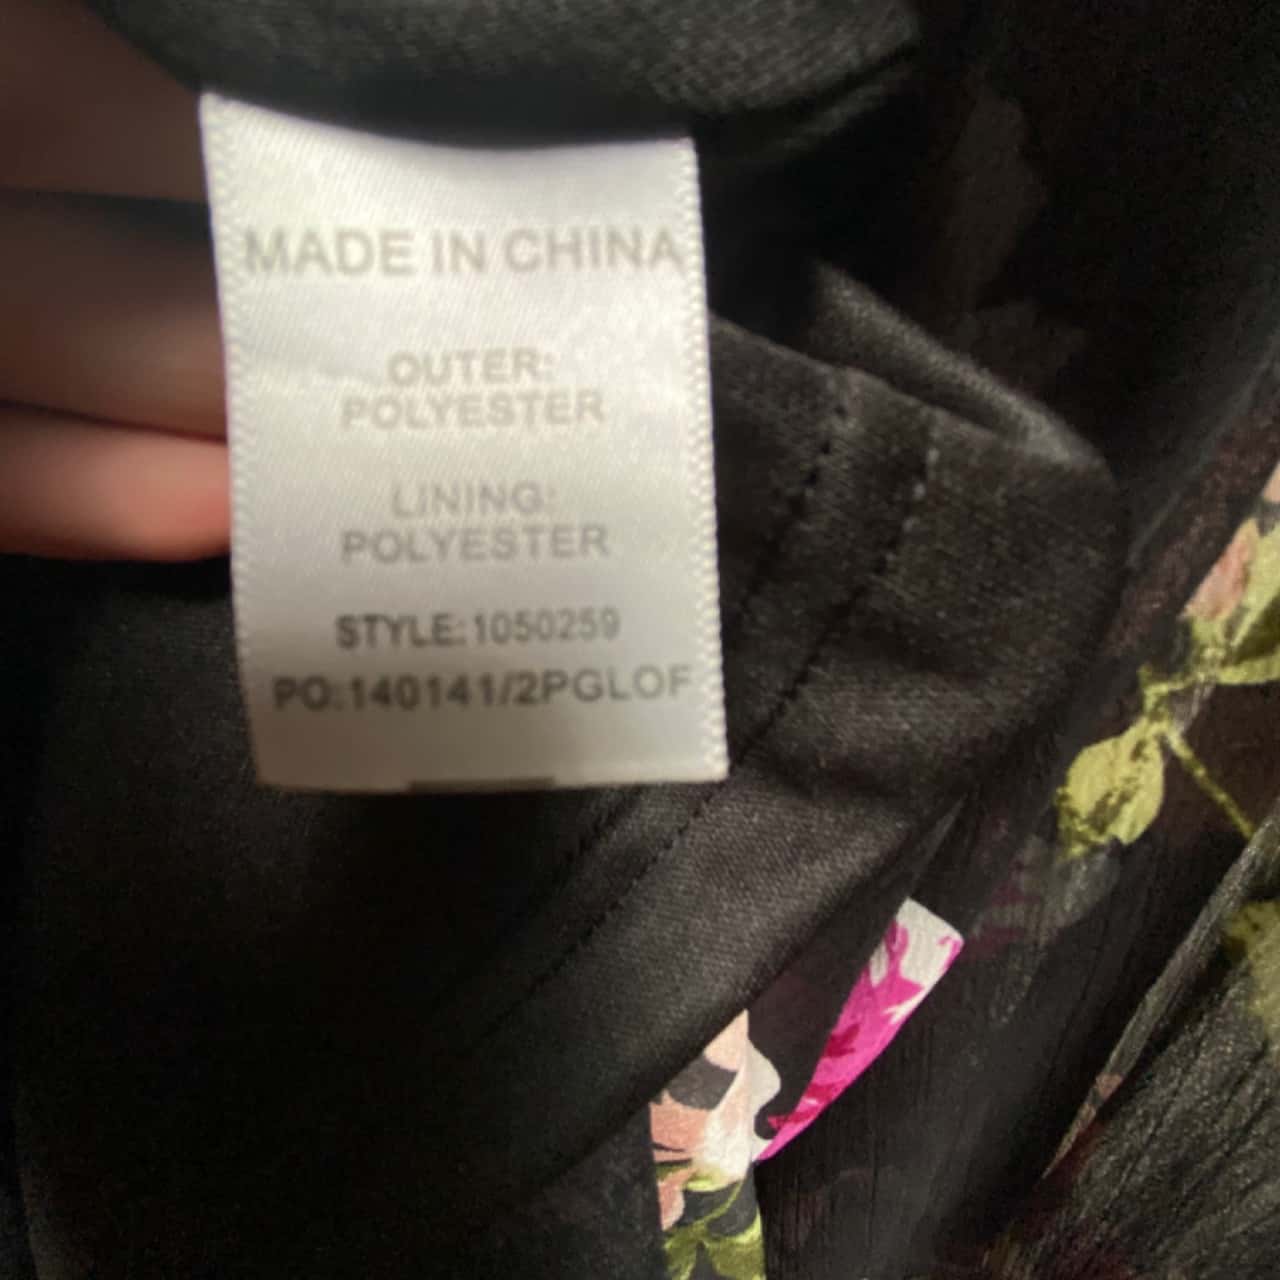 MADE IN CHINA
OUTER:
POLYESTER
LINING:
POLYESTER
STYLE:1050259
PO:140141/2PGLOF